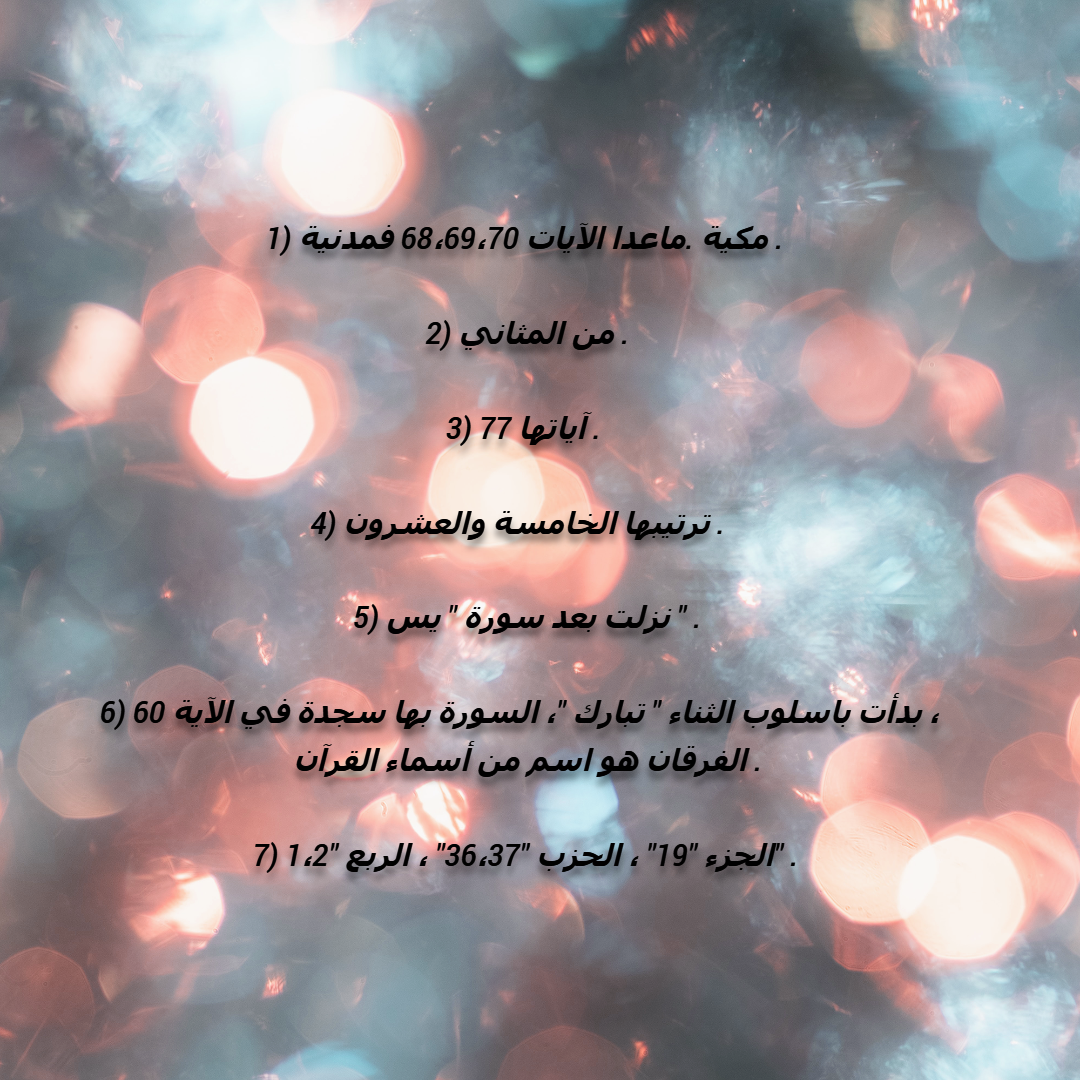 1) مكية .ماعدا الآيات 68،69،70 فمدنية .
2) من المثاني .
3) آياتها 77 .
4) ترتيبها الخامسة والعشرون .
5) نزلت بعد سورة " يس " .
6) بدأت باسلوب الثناء " تبارك "، السورة بها سجدة في الآية 60 ،
الفرقان هو اسم من أسماء القرآن .
7) الجزء "19" ، الحزب "36،37" ، الربع "1،2" .